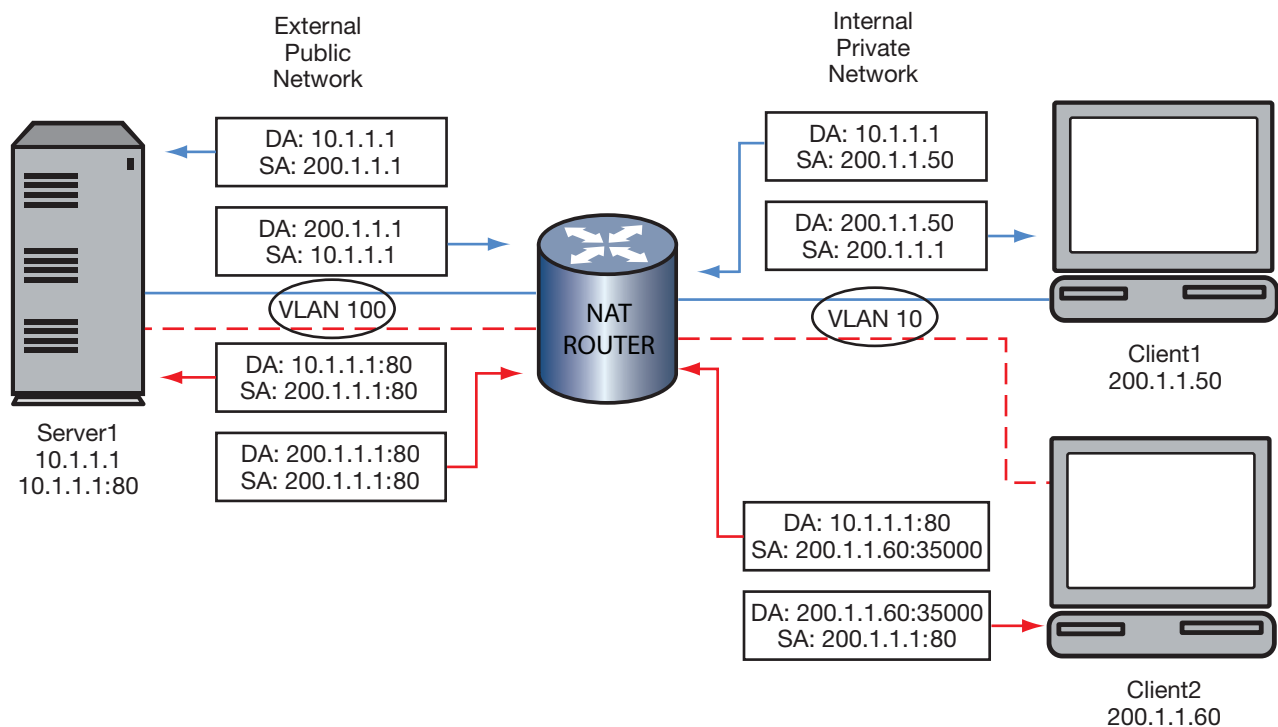 External
Public
Network
Internal
Private
Network
DA: 10.1.1.1
SA: 200.1.1.1
DA: 200.1.1.1
SA: 10.1.1.1
DA: 10.1.1.1
SA: 200.1.1.50
DA: 200.1.1.50
SA: 200.1.1.1
VLAN 100
NAT
ROUTER
VLAN 10
Client1
200.1.1.50
DA: 10.1.1.1:80
SA: 200.1.1.1:80
DA: 200.1.1.1:80
SA: 200.1.1.1:80
Server1
10.1.1.1
10.1.1.1:80
DA: 10.1.1.1:80
SA: 200.1.1.60:35000
DA: 200.1.1.60:35000
SA: 200.1.1.1:80
Client2
200.1.1.60